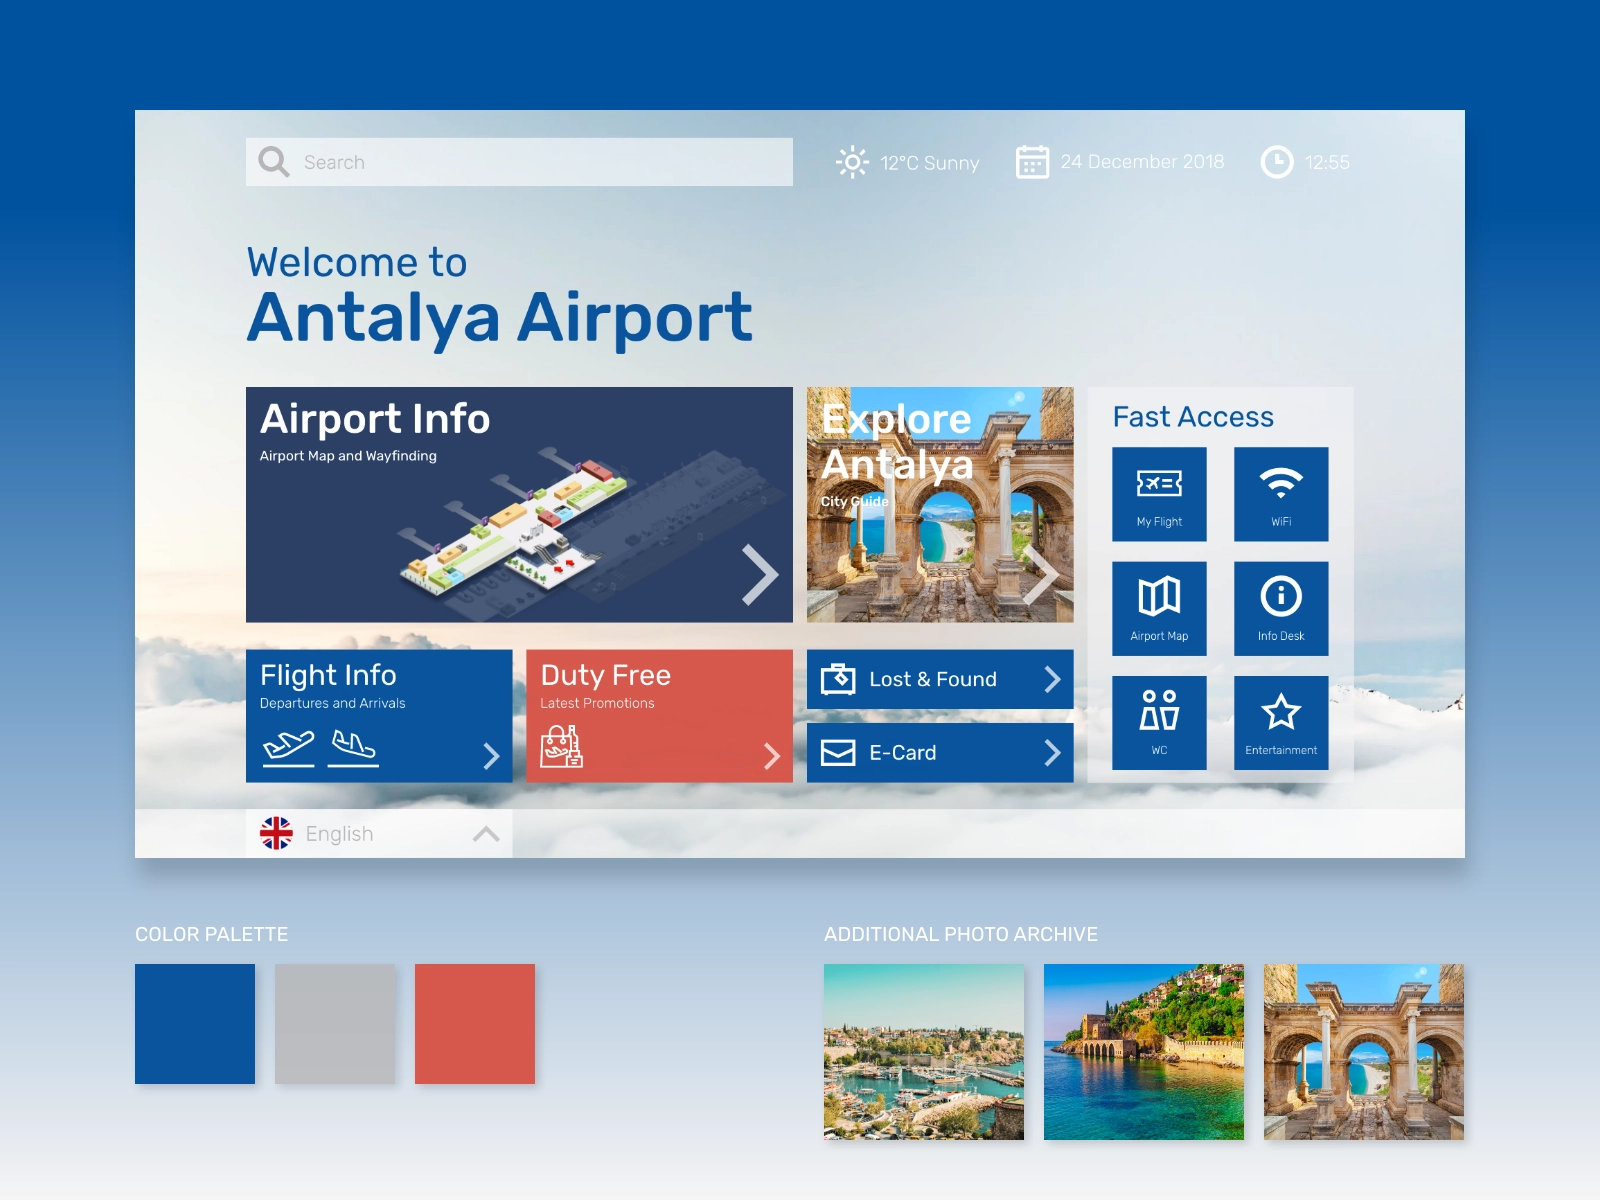 Search
12°C Sunny
24 December 2018
12:55
Welcome to
Antalya Airport
Airport Info
Airport Map and Wayfinding
Explore
Antalya
City Guide
Fast Access
My Flight
WiFi
Airport Map
Info Desk
WC
Entertainment
Flight Info
Departures and Arrivals
Duty Free
Latest Promotions
Lost & Found
E-Card
English
COLOR PALETTE
ADDITIONAL PHOTO ARCHIVE